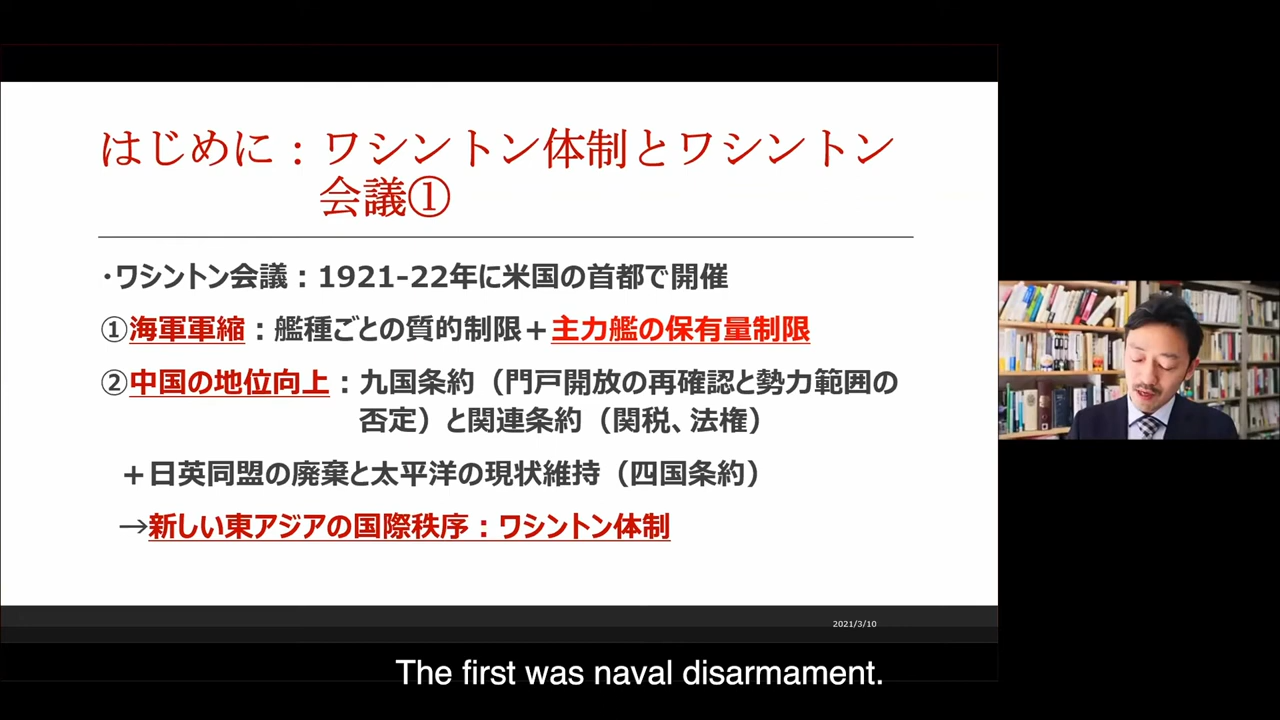 はじめに：ワシントン体制とワシントン
会議①
・ワシントン会議：1921-22年に米国の首都で開催
①海軍軍縮：艦種ごとの質的制限＋主力艦の保有量制限
②中国の地位向上：九国条約（門戸開放の再確認と勢力範囲の
否定）と関連条約（関税、法権）
＋日英同盟の廃棄と太平洋の現状維持（四国条約）
→新しい東アジアの国際秩序：ワシントン体制
2021/3/10
The first was naval disarmament.